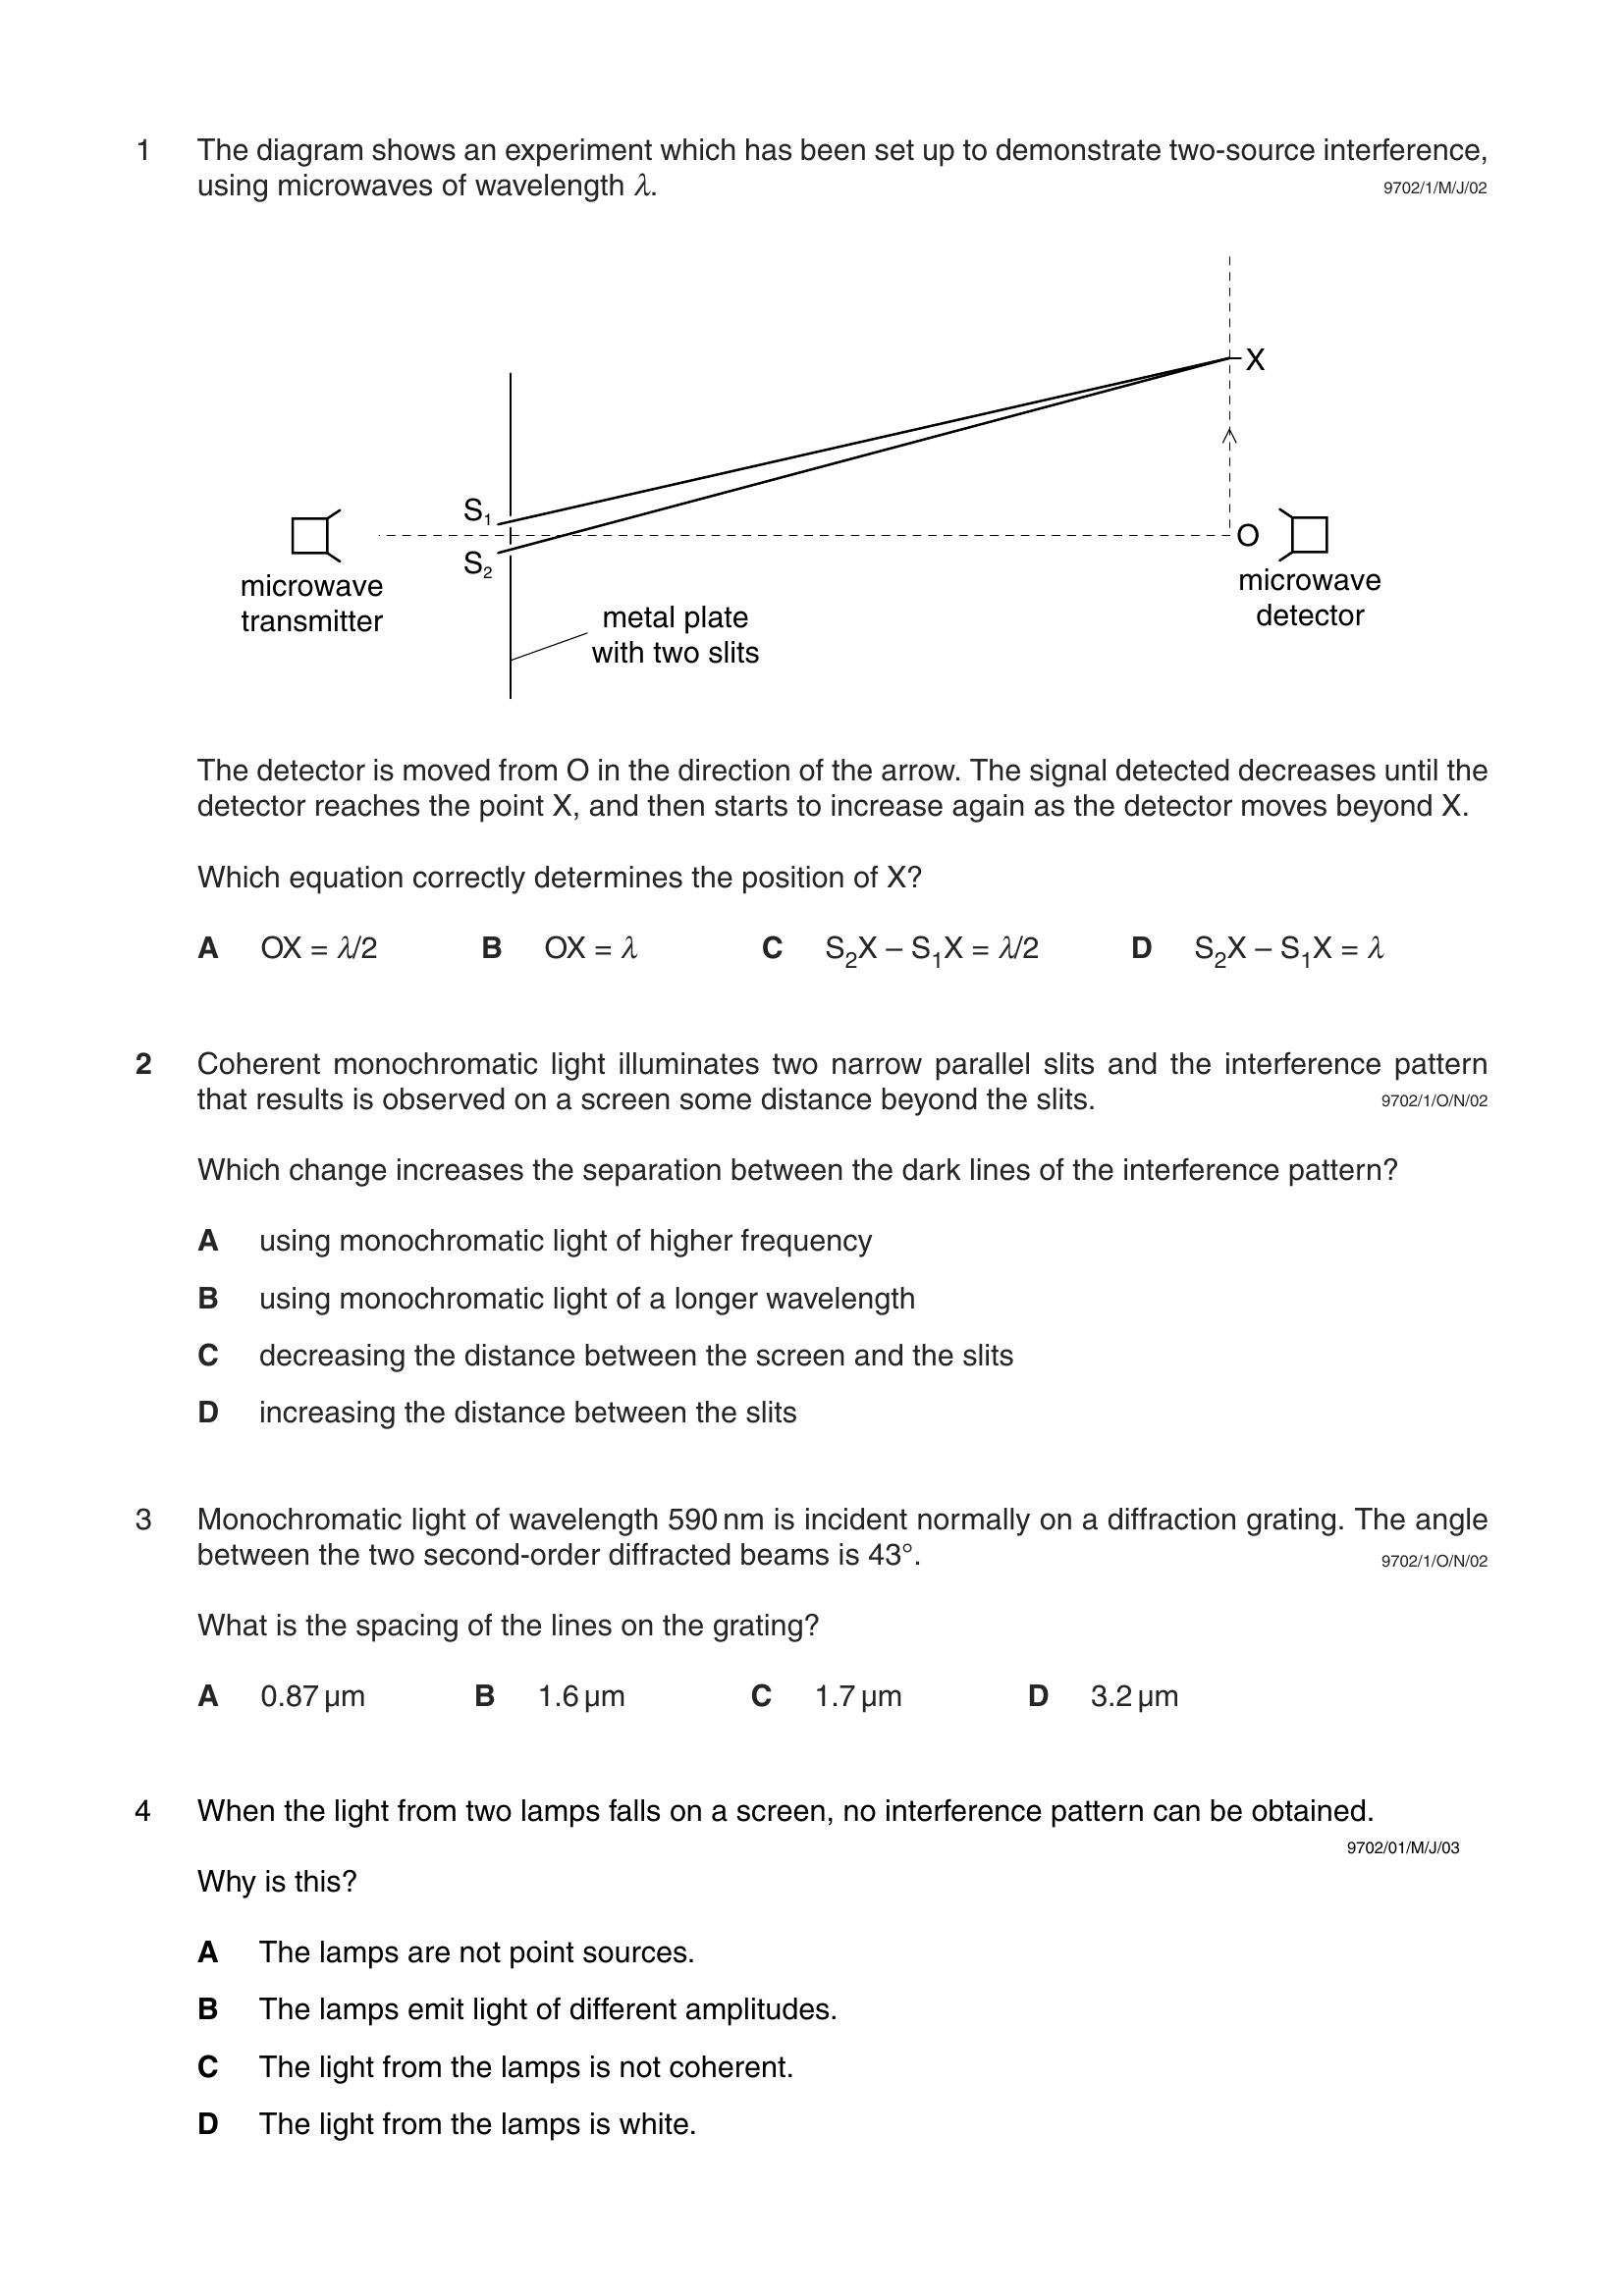 1 The diagram shows an experiment which has been set up to demonstrate two-source interference,
using microwaves of wavelength λ. 9702/1/M/J/02
X
S₁
S₂
O
microwave
transmitter
microwave
detector
metal plate
with two slits
The detector is moved from O in the direction of the arrow. The signal detected decreases until the
detector reaches the point X, and then starts to increase again as the detector moves beyond X.
Which equation correctly determines the position of X?
A OX = λ/2 B OX = λ C S₂X – S₁X = λ/2 D S₂X – S₁X = λ
2 Coherent monochromatic light illuminates two narrow parallel slits and the interference pattern
that results is observed on a screen some distance beyond the slits. 9702/1/O/N/02
Which change increases the separation between the dark lines of the interference pattern?
A using monochromatic light of higher frequency
B using monochromatic light of a longer wavelength
C decreasing the distance between the screen and the slits
D increasing the distance between the slits
3 Monochromatic light of wavelength 590 nm is incident normally on a diffraction grating. The angle
between the two second-order diffracted beams is 43°. 9702/1/O/N/02
What is the spacing of the lines on the grating?
A 0.87 µm B 1.6 µm C 1.7 µm D 3.2 µm
4 When the light from two lamps falls on a screen, no interference pattern can be obtained.
9702/01/M/J/03
Why is this?
A The lamps are not point sources.
B The lamps emit light of different amplitudes.
C The light from the lamps is not coherent.
D The light from the lamps is white.